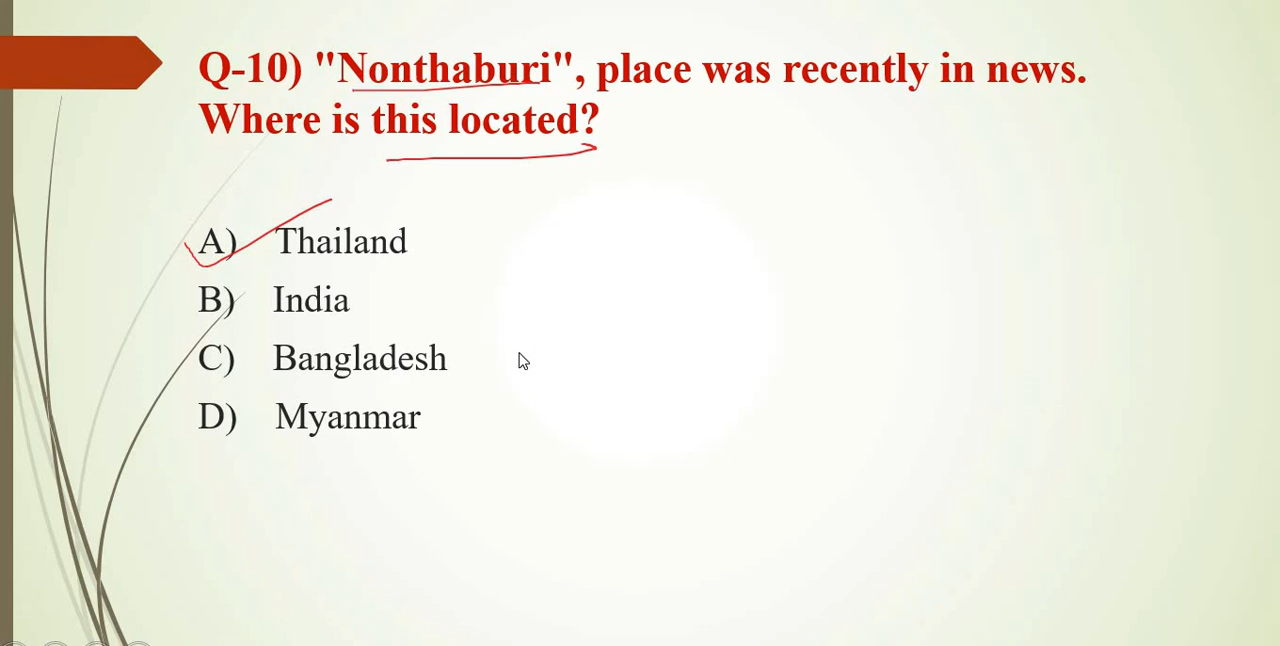 Q-10) "Nonthaburi", place was recently in news.
Where is this located?
A) Thailand
B) India
C) Bangladesh
D) Myanmar